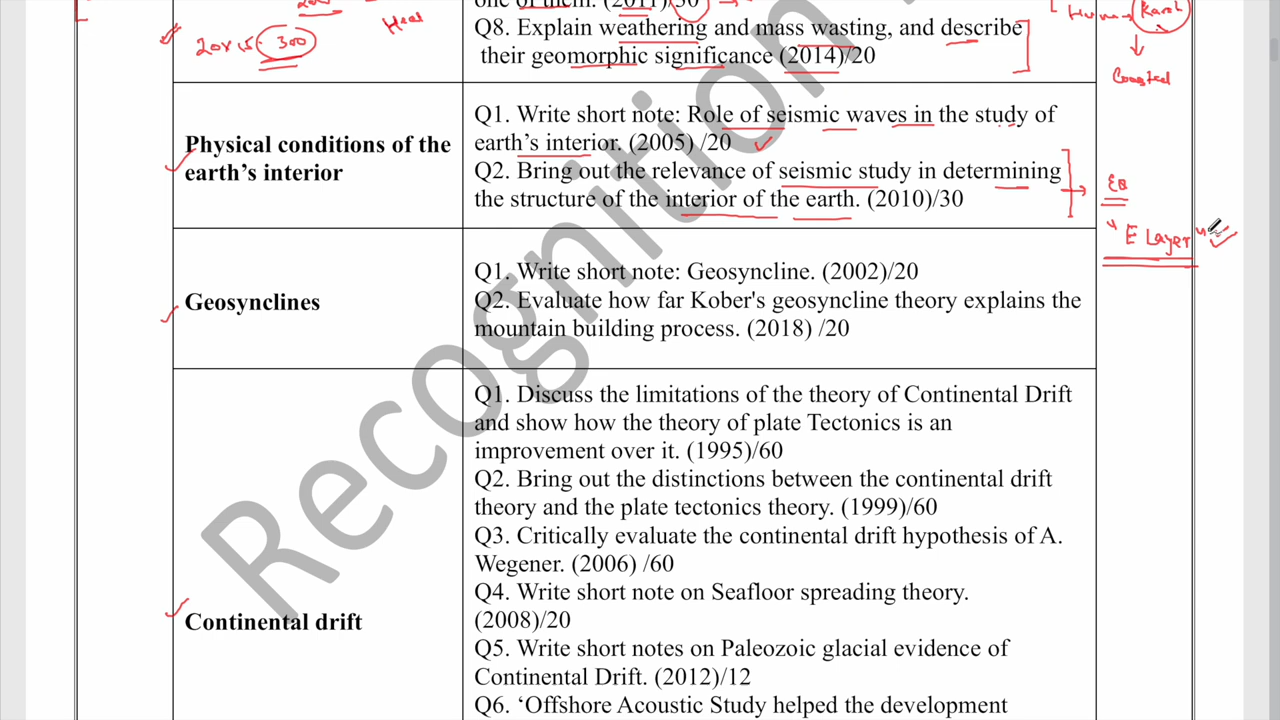 one of them. (2011)/30
Heat
20x15 = 300
Q8. Explain weathering and mass wasting, and describe
their geomorphic significance (2014)/20
Karst
Coastal
Physical conditions of the
earth’s interior
Q1. Write short note: Role of seismic waves in the study of
earth’s interior. (2005) /20
Q2. Bring out the relevance of seismic study in determining
the structure of the interior of the earth. (2010)/30
EQ
E Layer
Geosynclines
Q1. Write short note: Geosyncline. (2002)/20
Q2. Evaluate how far Kober's geosyncline theory explains the
mountain building process. (2018) /20
Continental drift
Q1. Discuss the limitations of the theory of Continental Drift
and show how the theory of plate Tectonics is an
improvement over it. (1995)/60
Q2. Bring out the distinctions between the continental drift
theory and the plate tectonics theory. (1999)/60
Q3. Critically evaluate the continental drift hypothesis of A.
Wegener. (2006) /60
Q4. Write short note on Seafloor spreading theory.
(2008)/20
Q5. Write short notes on Paleozoic glacial evidence of
Continental Drift. (2012)/12
Q6. ‘Offshore Acoustic Study helped the development
Recognition